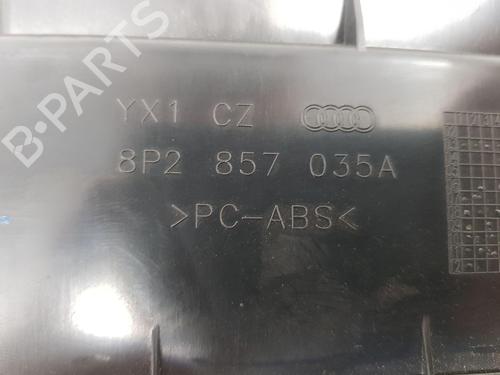 B-PARTS
YX1 CZ
8P2 857 035A
>PC-ABS<